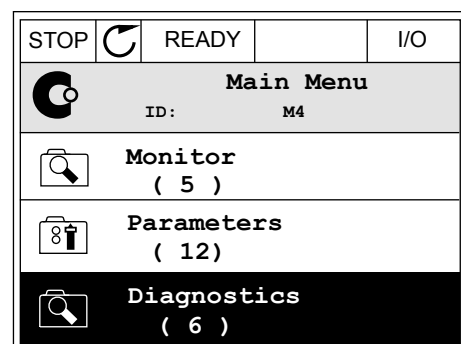 STOP READY I/O
Main Menu
ID: M4
Monitor
( 5 )
Parameters
( 12)
Diagnostics
( 6 )